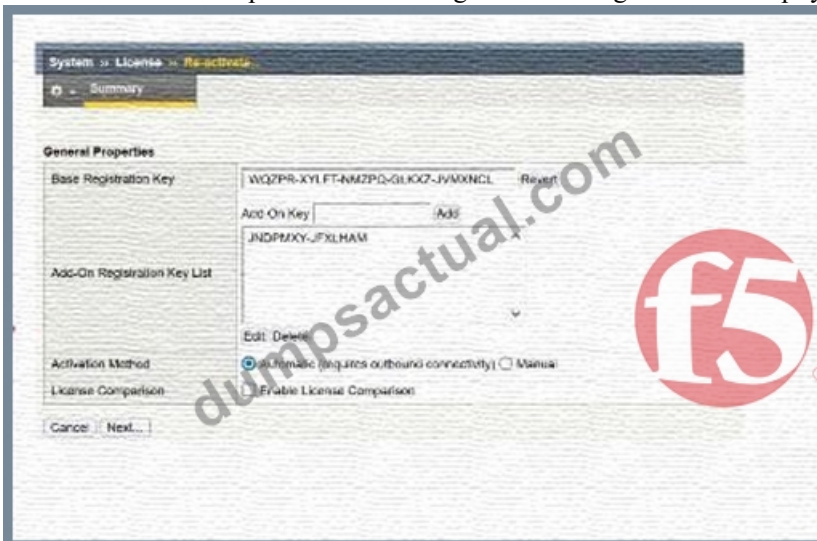 System » License » Re-activate...
Summary
General Properties
Base Registration Key
WQZPR-XYLFT-NMZPQ-GLKXZ-JVMXNCL
Revert
Add-On Key
Add
Add-On Registration Key List
JNDPMXY-JFXLHAM
Edit Delete
Activation Method
Automatic (requires outbound connectivity) Manual
License Comparison
Enable License Comparison
Cancel Next...
dumpsactual.com
f5